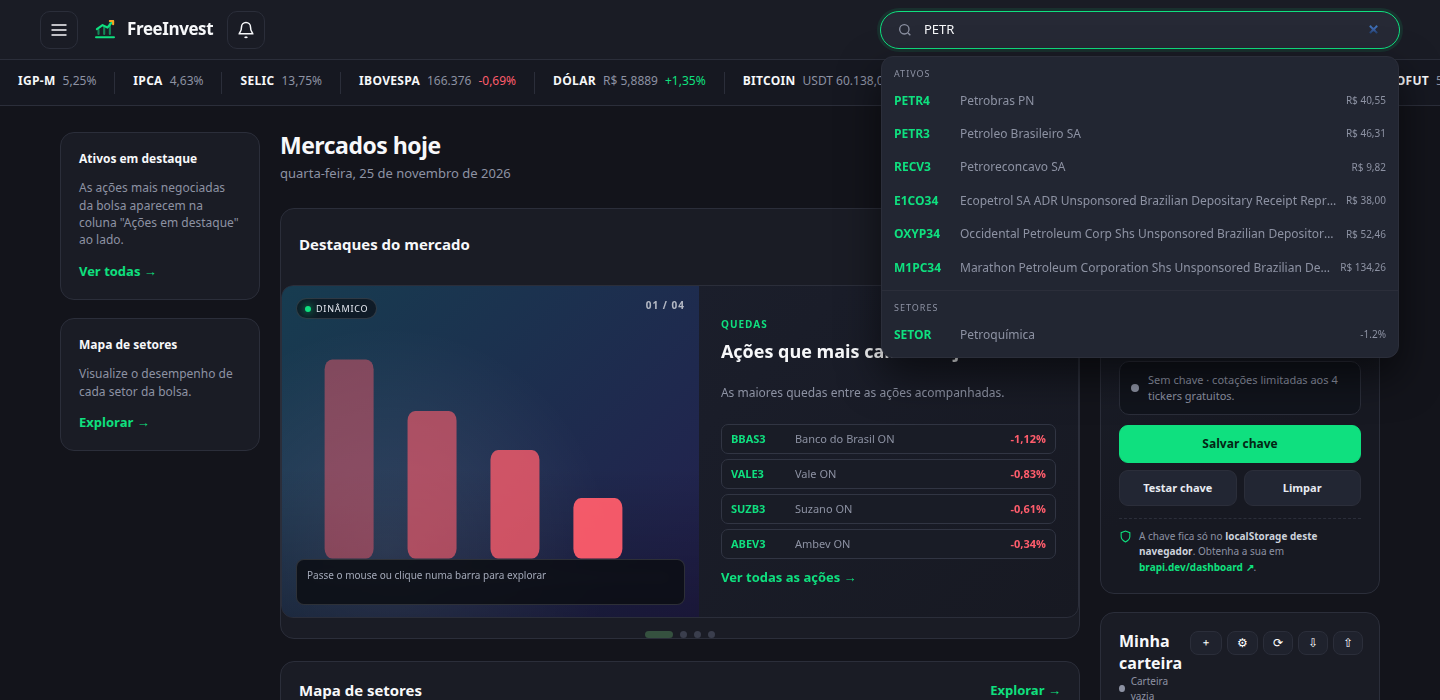 FreeInvest
PETR
IGP-M 5,25%
IPCA 4,63%
SELIC 13,75%
IBOVESPA 166.376 -0,69%
DÓLAR R$ 5,8889 +1,35%
BITCOIN USDT 60.138,0
OFUT
ATIVOS
PETR4 Petrobras PN R$ 40,55
PETR3 Petroleo Brasileiro SA R$ 46,31
RECV3 Petroreconcavo SA R$ 9,82
E1CO34 Ecopetrol SA ADR Unsponsored Brazilian Depositary Receipt Repr... R$ 38,00
OXYP34 Occidental Petroleum Corp Shs Unsponsored Brazilian Depositor... R$ 52,46
M1PC34 Marathon Petroleum Corporation Shs Unsponsored Brazilian De... R$ 134,26
SETORES
SETOR Petroquímica -1.2%
Ativos em destaque
As ações mais negociadas
da bolsa aparecem na
coluna "Ações em destaque"
ao lado.
Ver todas →
Mapa de setores
Visualize o desempenho de
cada setor da bolsa.
Explorar →
Mercados hoje
quarta-feira, 25 de novembro de 2026
Destaques do mercado
DINÂMICO
01 / 04
Passe o mouse ou clique numa barra para explorar
QUEDAS
Ações que mais
As maiores quedas entre as ações acompanhadas.
BBAS3 Banco do Brasil ON -1,12%
VALE3 Vale ON -0,83%
SUZB3 Suzano ON -0,61%
ABEV3 Ambev ON -0,34%
Ver todas as ações →
Mapa de setores
Explorar →
Sem chave · cotações limitadas aos 4
tickers gratuitos.
Salvar chave
Testar chave
Limpar
A chave fica só no localStorage deste
navegador. Obtenha a sua em
brapi.dev/dashboard ↗.
Minha
carteira
Carteira
vazia